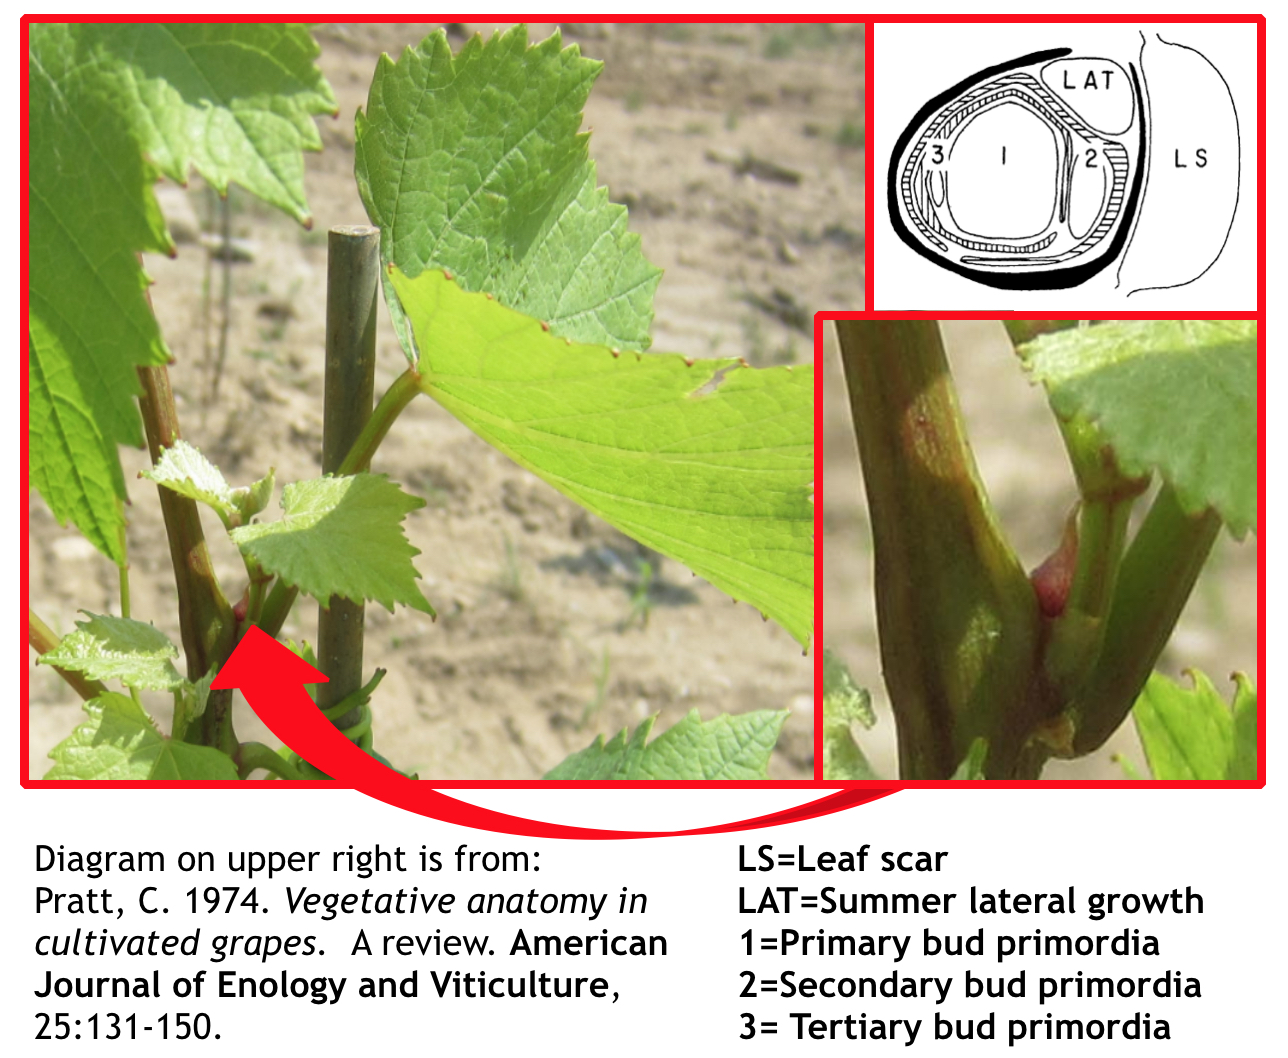 LAT
3
1
2
LS
Diagram on upper right is from:
Pratt, C. 1974. Vegetative anatomy in
cultivated grapes.  A review. American
Journal of Enology and Viticulture,
25:131-150.
LS=Leaf scar
LAT=Summer lateral growth
1=Primary bud primordia
2=Secondary bud primordia
3= Tertiary bud primordia